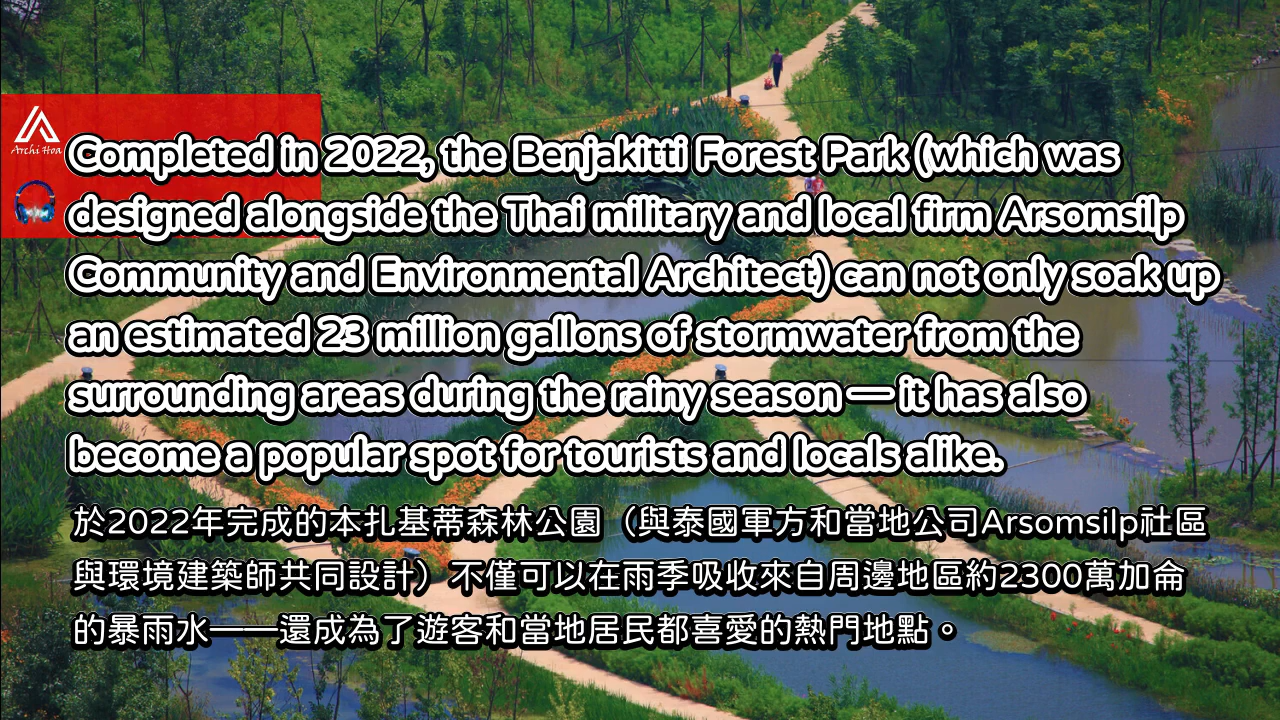 Archi Hoa
Completed in 2022, the Benjakitti Forest Park (which was
designed alongside the Thai military and local firm Arsomsilp
Community and Environmental Architect) can not only soak up
an estimated 23 million gallons of stormwater from the
surrounding areas during the rainy season — it has also
become a popular spot for tourists and locals alike.
於2022年完成的本扎基蒂森林公園（與泰國軍方和當地公司Arsomsilp社區
與環境建築師共同設計）不僅可以在雨季吸收來自周邊地區約2300萬加侖
的暴雨水——還成為了遊客和當地居民都喜愛的熱門地點。